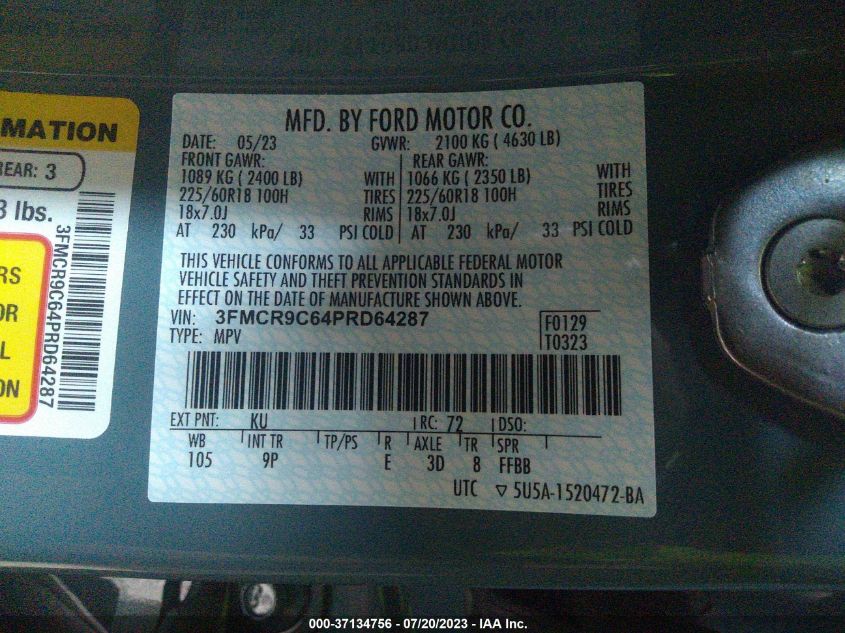 MFD. BY FORD MOTOR CO.
DATE: 05/23 GVWR: 2100 KG ( 4630 LB)
FRONT GAWR: REAR GAWR:
1089 KG ( 2400 LB) WITH 1066 KG ( 2350 LB) WITH
225/60R18 100H TIRES 225/60R18 100H TIRES
18x7.0J RIMS 18x7.0J RIMS
AT 230 kPa/ 33 PSI COLD AT 230 kPa/ 33 PSI COLD
THIS VEHICLE CONFORMS TO ALL APPLICABLE FEDERAL MOTOR
VEHICLE SAFETY AND THEFT PREVENTION STANDARDS IN
EFFECT ON THE DATE OF MANUFACTURE SHOWN ABOVE.
VIN: 3FMCR9C64PRD64287 F0129
TYPE: MPV T0323
EXT PNT: KU RC: 72 DSO:
WB INT TR TP/PS R AXLE TR SPR
105 9P E 3D 8 FFBB
UTC ▽ 5U5A-1520472-BA
MATION
REAR: 3
3 lbs.
RS
OR
L
ON
3FMCR9C64PRD64287
000-37134756 - 07/20/2023 - IAA Inc.